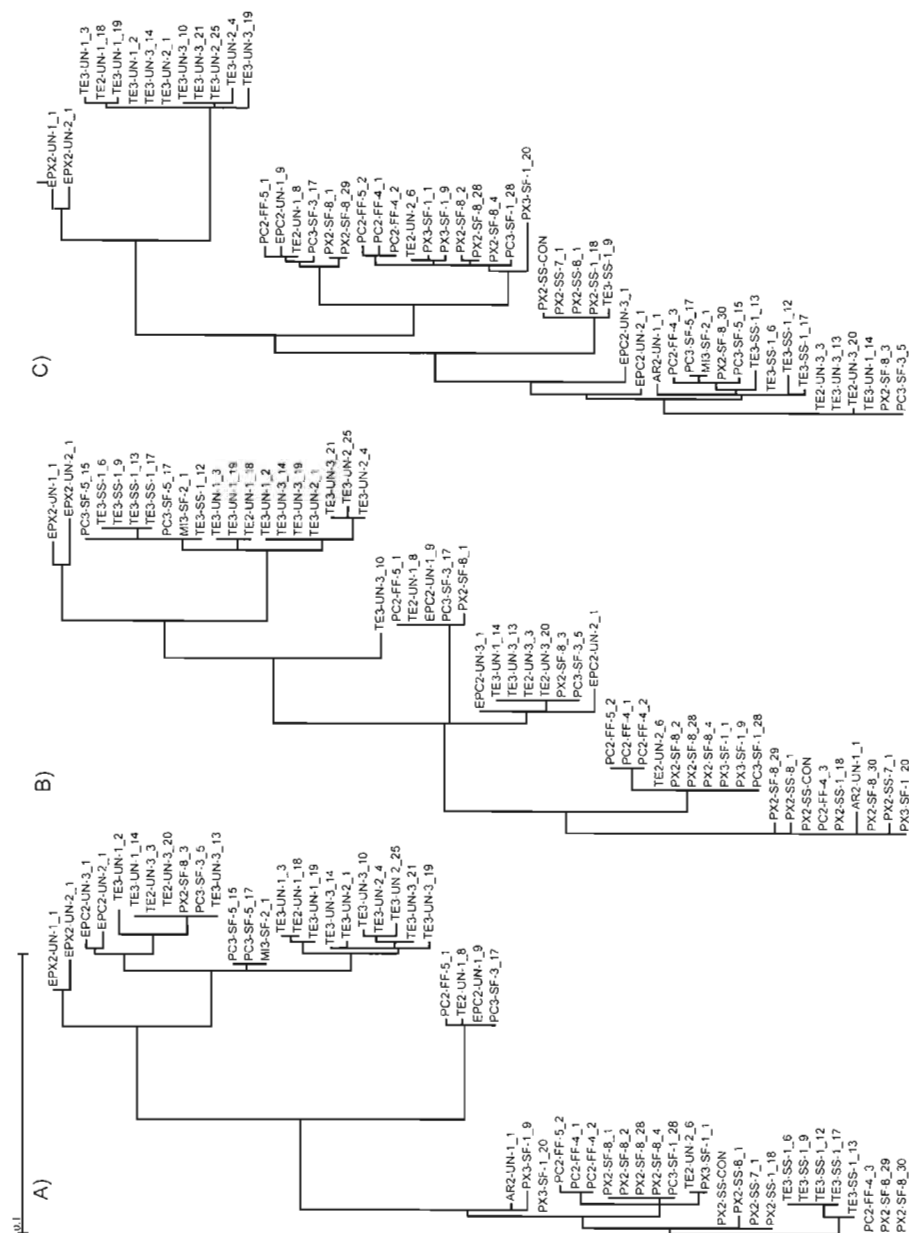 0.1
A)
EPX2-UN-1_1
EPX2-UN-2_1
EPC2-UN-3_1
EPC2-UN-2_1
TE3-UN-1_2
TE3-UN-1_14
TE2-UN-3_3
TE2-UN-3_20
PX2-SF-8_3
PC3-SF-3_5
TE3-UN-3_13
PC3-SF-5_15
PC3-SF-5_17
MI3-SF-2_1
TE3-UN-1_3
TE2-UN-1_18
TE3-UN-1_19
TE3-UN-3_14
TE3-UN-2_1
TE3-UN-3_10
TE3-UN-2_4
TE3-UN 2_25
TE3-UN-3_21
TE3-UN-3_19
PC2-FF-5_1
TE2-UN-1_8
EPC2-UN-1_9
PC3-SF-3_17
AR2-UN-1_1
PX3-SF-1_9
PX3-SF-1_20
PC2-FF-5_2
PC2-FF-4_1
PC2-FF-4_2
PX2-SF-8_1
PX2-SF-8_2
PX2-SF-8_28
PX2-SF-8_4
PC3-SF-1_28
TE2-UN-2_6
PX3-SF-1_1
PX2-SS-CON
PX2-SS-8_1
PX2-SS-7_1
PX2-SS-1_18
TE3-SS-1_6
TE3-SS-1_9
TE3-SS-1_12
TE3-SS-1_17
TE3-SS-1_13
PC2-FF-4_3
PX2-SF-8_29
PX2-SF-8_30
B)
EPX2-UN-1_1
EPX2-UN-2_1
PC3-SF-5_15
TE3-SS-1_6
TE3-SS-1_9
TE3-SS-1_13
TE3-SS-1_17
PC3-SF-5_17
MI3-SF-2_1
TE3-SS-1_12
TE3-UN-1_3
TE3-UN-1_19
TE2-UN-1_18
TE3-UN-1_2
TE3-UN-3_14
TE3-UN-3_19
TE3-UN-2_1
TE3-UN-3_21
TE3-UN-2_25
TE3-UN-2_4
TE3-UN-3_10
PC2-FF-5_1
TE2-UN-1_8
EPC2-UN-1_9
PC3-SF-3_17
PX2-SF-8_1
EPC2-UN-3_1
TE3-UN-1_14
TE3-UN-3_13
TE2-UN-3_3
TE2-UN-3_20
PX2-SF-8_3
PC3-SF-3_5
EPC2-UN-2_1
PC2-FF-5_2
PC2-FF-4_1
PC2-FF-4_2
TE2-UN-2_6
PX2-SF-8_2
PX2-SF-8_28
PX2-SF-8_4
PX3-SF-1_1
PX3-SF-1_9
PC3-SF-1_28
PX2-SF-8_29
PX2-SS-8_1
PX2-SS-CON
PC2-FF-4_3
PX2-SS-1_18
AR2-UN-1_1
PX2-SF-8_30
PX2-SS-7_1
PX3-SF-1_20
C)
EPX2-UN-1_1
EPX2-UN-2_1
TE3-UN-1_3
TE2-UN-1_18
TE3-UN-1_19
TE3-UN-1_2
TE3-UN-3_14
TE3-UN-2_1
TE3-UN-3_10
TE3-UN-3_21
TE3-UN-2_25
TE3-UN-2_4
TE3-UN-3_19
PC2-FF-5_1
EPC2-UN-1_9
TE2-UN-1_8
PC3-SF-3_17
PX2-SF-8_1
PX2-SF-8_29
PC2-FF-5_2
PC2-FF-4_1
PC2-FF-4_2
TE2-UN-2_6
PX3-SF-1_1
PX3-SF-1_9
PX2-SF-8_2
PX2-SF-8_28
PX2-SF-8_4
PC3-SF-1_28
PX3-SF-1_20
PX2-SS-CON
PX2-SS-7_1
PX2-SS-8_1
PX2-SS-1_18
TE3-SS-1_9
EPC2-UN-3_1
EPC2-UN-2_1
AR2-UN-1_1
PC2-FF-4_3
PC3-SF-5_17
MI3-SF-2_1
PX2-SF-8_30
PC3-SF-5_15
TE3-SS-1_13
TE3-SS-1_6
TE3-SS-1_12
TE3-SS-1_17
TE2-UN-3_3
TE3-UN-3_13
TE2-UN-3_20
TE3-UN-1_14
PX2-SF-8_3
PC3-SF-3_5